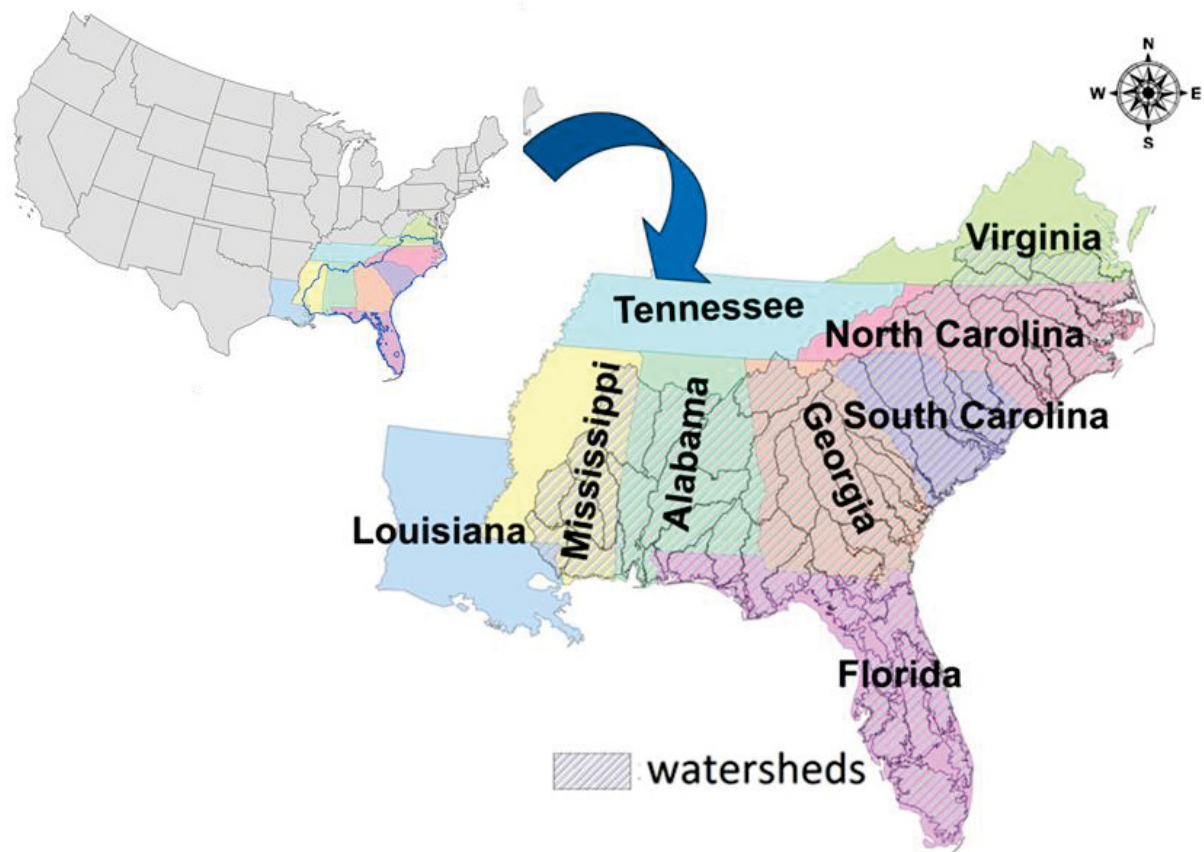 N
W
E
S
Virginia
Tennessee
North Carolina
Mississippi
Alabama
Georgia
South Carolina
Louisiana
Florida
watersheds